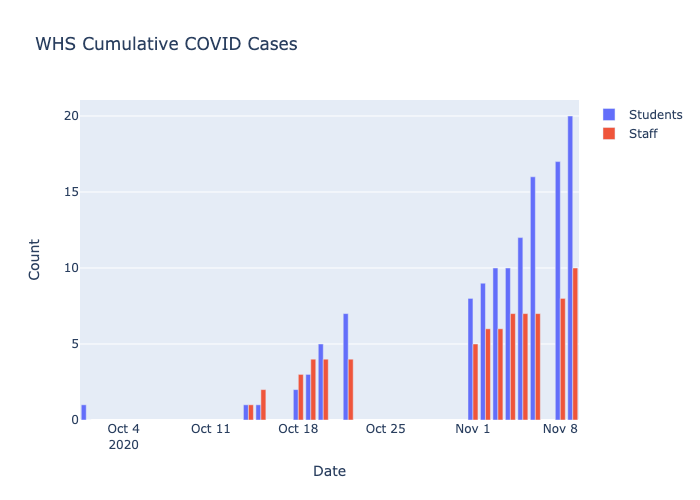 WHS Cumulative COVID Cases
Students
Staff
20
15
10
5
0
Count
Oct 4
2020
Oct 11
Oct 18
Oct 25
Nov 1
Nov 8
Date